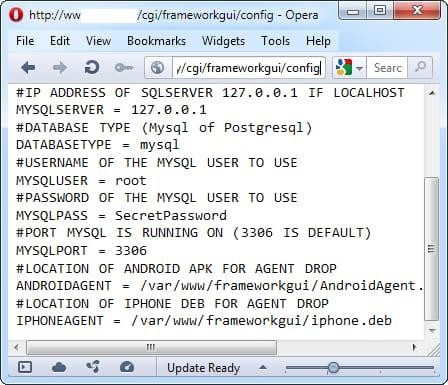 http://ww /cgi/frameworkgui/config - Opera
File Edit View Bookmarks Widgets Tools Help
y/cgi/frameworkgui/config Searc
#IP ADDRESS OF SQLSERVER 127.0.0.1 IF LOCALHOST
MYSQLSERVER = 127.0.0.1
#DATABASE TYPE (Mysql of Postgresql)
DATABASETYPE = mysql
#USERNAME OF THE MYSQL USER TO USE
MYSQLUSER = root
#PASSWORD OF THE MYSQL USER TO USE
MYSQLPASS = SecretPassword
#PORT MYSQL IS RUNNING ON (3306 IS DEFAULT)
MYSQLPORT = 3306
#LOCATION OF ANDROID APK FOR AGENT DROP
ANDROIDAGENT = /var/www/frameworkgui/AndroidAgent.
#LOCATION OF IPHONE DEB FOR AGENT DROP
IPHONEAGENT = /var/www/frameworkgui/iphone.deb
Update Ready